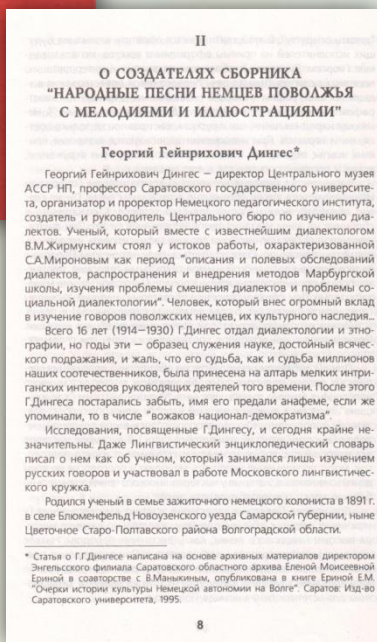 II
О СОЗДАТЕЛЯХ СБОРНИКА
“НАРОДНЫЕ ПЕСНИ НЕМЦЕВ ПОВОЛЖЬЯ
С МЕЛОДИЯМИ И ИЛЛЮСТРАЦИЯМИ”
Георгий Гейнрихович Дингес*
Георгий Гейнрихович Дингес – директор Центрального музея
АССР НП, профессор Саратовского государственного университе-
та, организатор и проректор Немецкого педагогического института,
создатель и руководитель Центрального бюро по изучению диа-
лектов. Ученый, который вместе с известнейшим диалектологом
В.М.Жирмунским стоял у истоков работы, охарактеризованной
С.А.Мироновым как период “описания и полевых обследований
диалектов, распространения и внедрения методов Марбургской
школы, изучения проблемы смешения диалектов и проблемы со-
циальной диалектологии”. Человек, который внес огромный вклад
в изучение говоров поволжских немцев, их культурного наследия...
Всего 16 лет (1914–1930) Г.Дингес отдал диалектологии и этно-
графии, но годы эти – образец служения науке, достойный всячес-
кого подражания, и жаль, что его судьба, как и судьба миллионов
наших соотечественников, была принесена на алтарь мелких интри-
ганских интересов руководящих деятелей того времени. После этого
Г.Дингеса постарались забыть, имя его предали анафеме, если же
упоминали, то в числе “вожаков национал-демократизма”.
Исследования, посвященные Г.Дингесу, и сегодня крайне не-
значительны. Даже Лингвистический энциклопедический словарь
писал о нем как об ученом, который занимался лишь изучением
русских говоров и участвовал в работе Московского лингвистичес-
кого кружка.
Родился ученый в семье зажиточного немецкого колониста в 1891 г.
в селе Блюменфельд Новоузенского уезда Самарской губернии, ныне
Цветочное Старо-Полтавского района Волгоградской области.
* Статья о Г.Г.Дингесе написана на основе архивных материалов директором
Энгельсского филиала Саратовского областного архива Еленой Моисеевной
Ериной в соавторстве с В.Маныкиным, опубликована в книге Ериной Е.М.
“Очерки истории культуры Немецкой автономии на Волге”. Саратов: Изд-во
Саратовского университета, 1995.
8